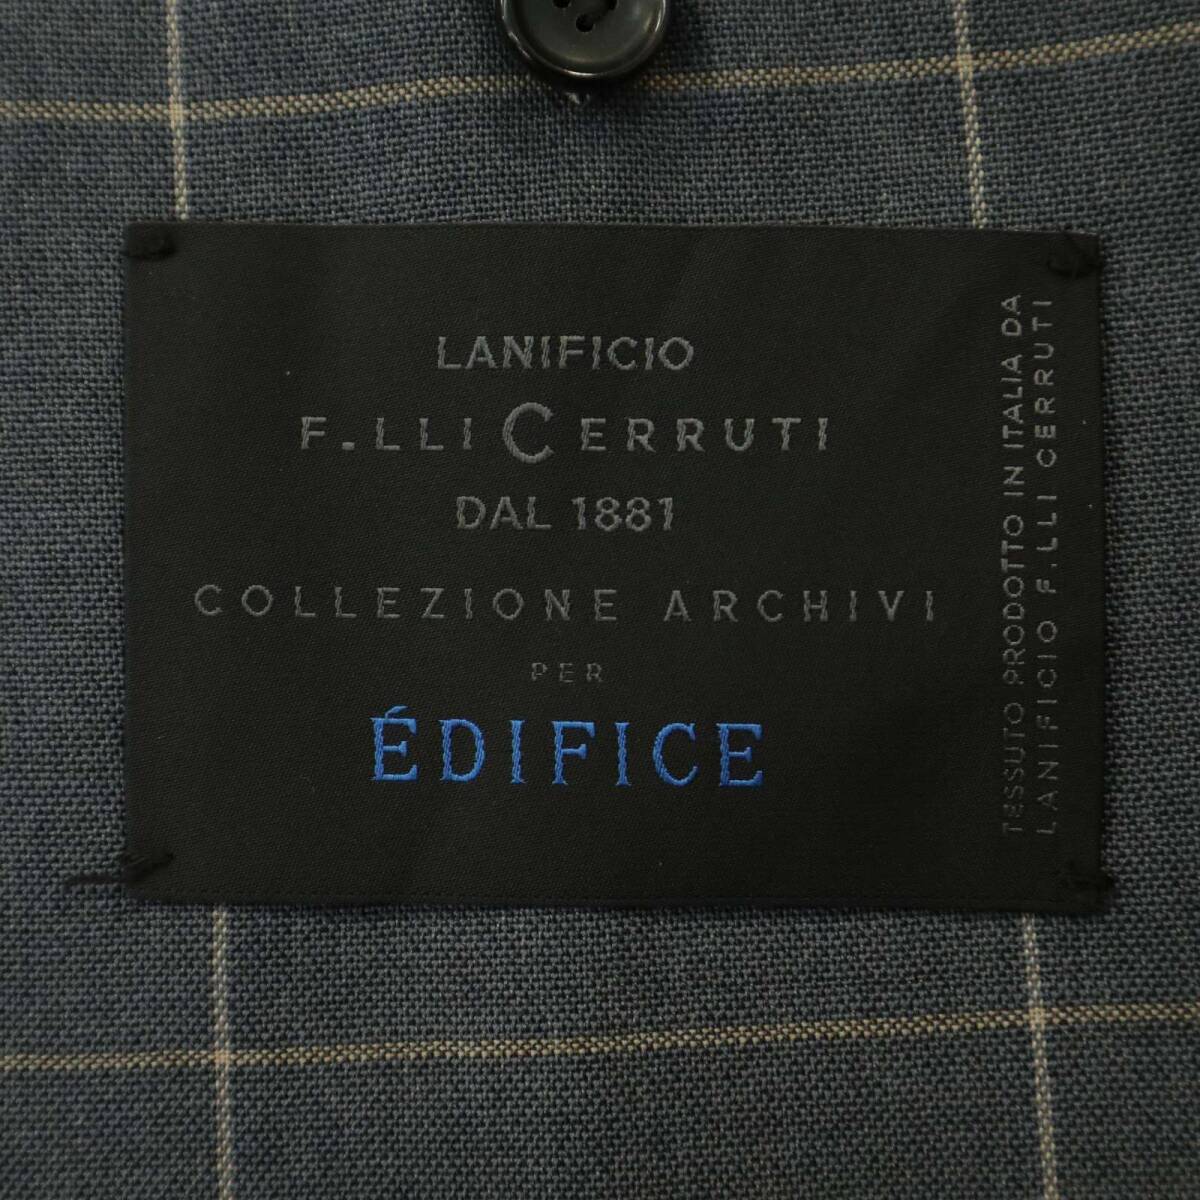 LANIFICIO
F.LLI CERRUTI
DAL 1881
COLLEZIONE ARCHIVI
PER
ÉDIFICE
TESSUTO PRODOTTO IN ITALIA DA
LANIFICIO F.LLI CERRUTI